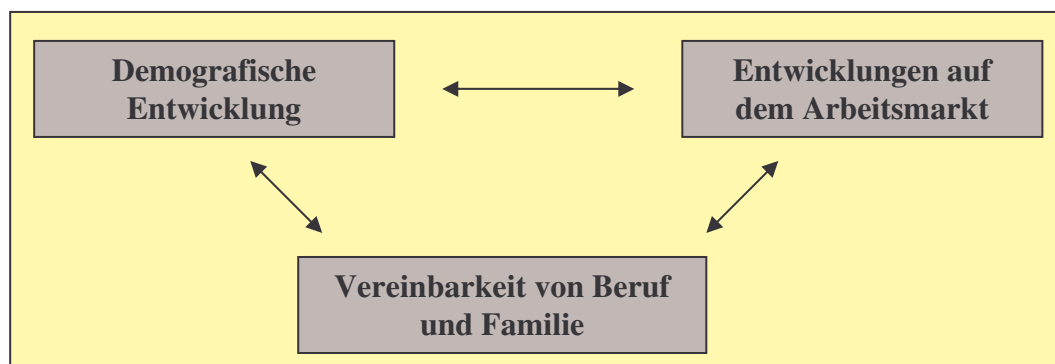 Demografische
Entwicklung
Entwicklungen auf
dem Arbeitsmarkt
Vereinbarkeit von Beruf
und Familie